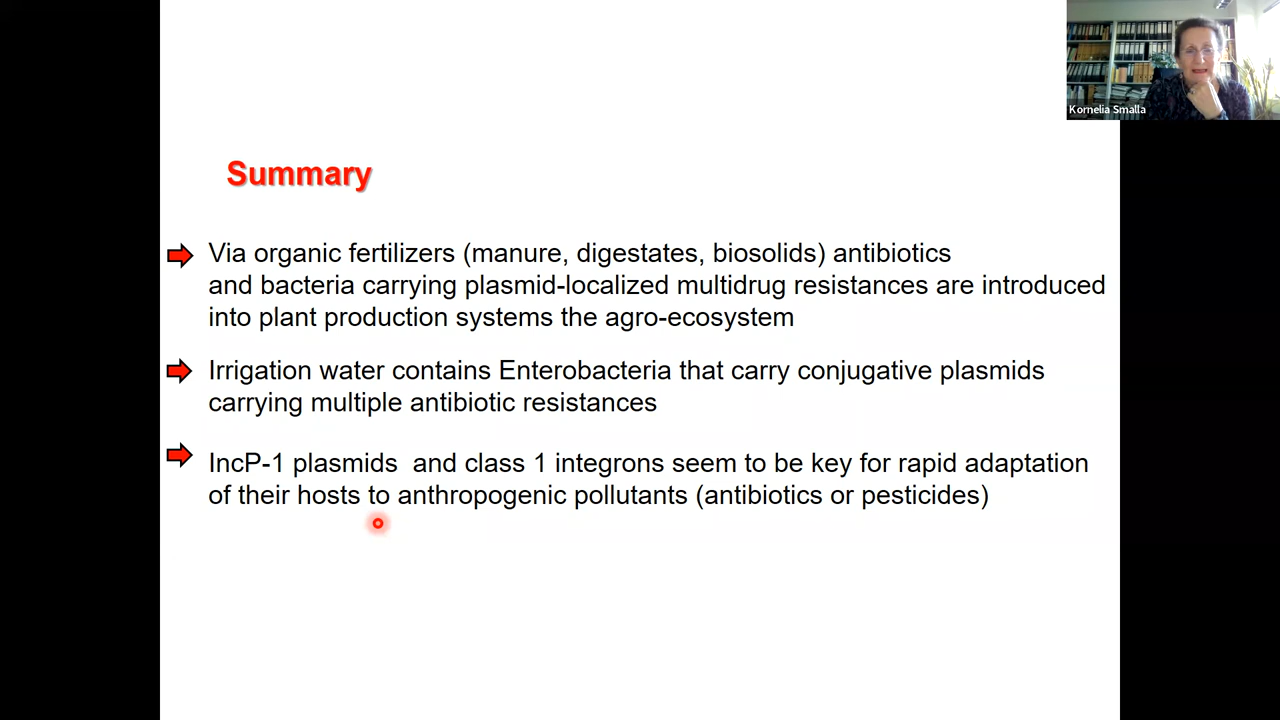 Kornelia Smalla
Summary
Via organic fertilizers (manure, digestates, biosolids) antibiotics
and bacteria carrying plasmid-localized multidrug resistances are introduced
into plant production systems the agro-ecosystem
Irrigation water contains Enterobacteria that carry conjugative plasmids
carrying multiple antibiotic resistances
IncP-1 plasmids  and class 1 integrons seem to be key for rapid adaptation
of their hosts to anthropogenic pollutants (antibiotics or pesticides)